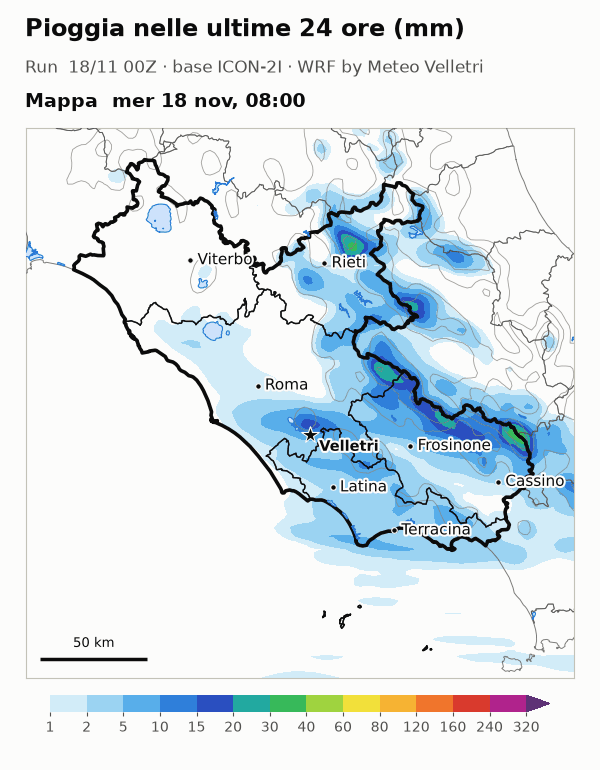 Pioggia nelle ultime 24 ore (mm)
Run 18/11 00Z · base ICON-2I · WRF by Meteo Velletri
Mappa mer 18 nov, 08:00
Viterbo
Rieti
Roma
Velletri
Frosinone
Cassino
Latina
Terracina
50 km
1 2 5 10 15 20 30 40 60 80 120 160 240 320